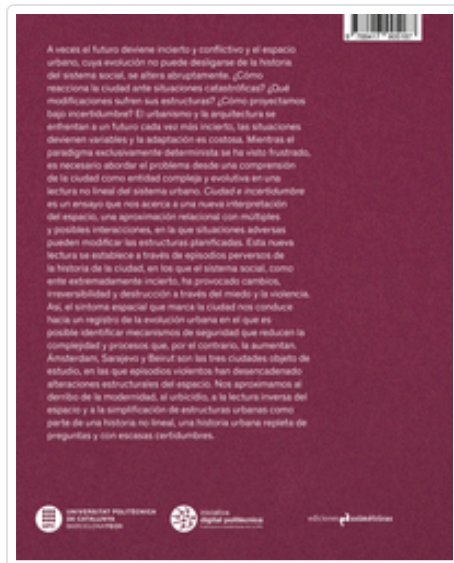 A veces el futuro deviene incierto y conflictivo y el espacio
urbano, cuya evolución no puede desligarse de la historia
del sistema social, se altera abruptamente. ¿Cómo
reacciona la ciudad ante situaciones catastróficas? ¿Qué
modificaciones sufren sus estructuras? ¿Cómo proyectamos
bajo incertidumbre? El urbanismo y la arquitectura se
enfrentan a un futuro cada vez más incierto, las situaciones
devienen variables y la adaptación es costosa. Mientras el
paradigma exclusivamente determinista se ha visto frustrado,
es necesario abordar el problema desde una comprensión
de la ciudad como entidad compleja y evolutiva en una
lectura no lineal del sistema urbano. Ciudad e incertidumbre
es un ensayo que nos acerca a una nueva interpretación
del espacio, una aproximación relacional con múltiples
y posibles interacciones, en la que situaciones adversas
pueden modificar las estructuras planificadas. Esta nueva
lectura se establece a través de episodios perversos de
la historia de la ciudad, en los que el sistema social, como
ente extremadamente incierto, ha provocado cambios,
irreversibilidad y destrucción a través del miedo y la violencia.
Así, el síntoma espacial que marca la ciudad nos conduce
hacia un registro de la evolución urbana en el que es
posible identificar mecanismos de seguridad que reducen la
complejidad y procesos que, por el contrario, la aumentan.
Ámsterdam, Sarajevo y Beirut son las tres ciudades objeto de
estudio, en las que episodios violentos han desencadenado
alteraciones estructurales del espacio. Nos aproximamos al
derribo de la modernidad, al urbicidio, a la lectura inversa del
espacio y a la simplificación de estructuras urbanas como
parte de una historia no lineal, una historia urbana repleta de
preguntas y con escasas certidumbres.
UNIVERSITAT POLITÈCNICA
DE CATALUNYA
BARCELONATECH
iniciativa
digital politècnica
ediciones asimétricas